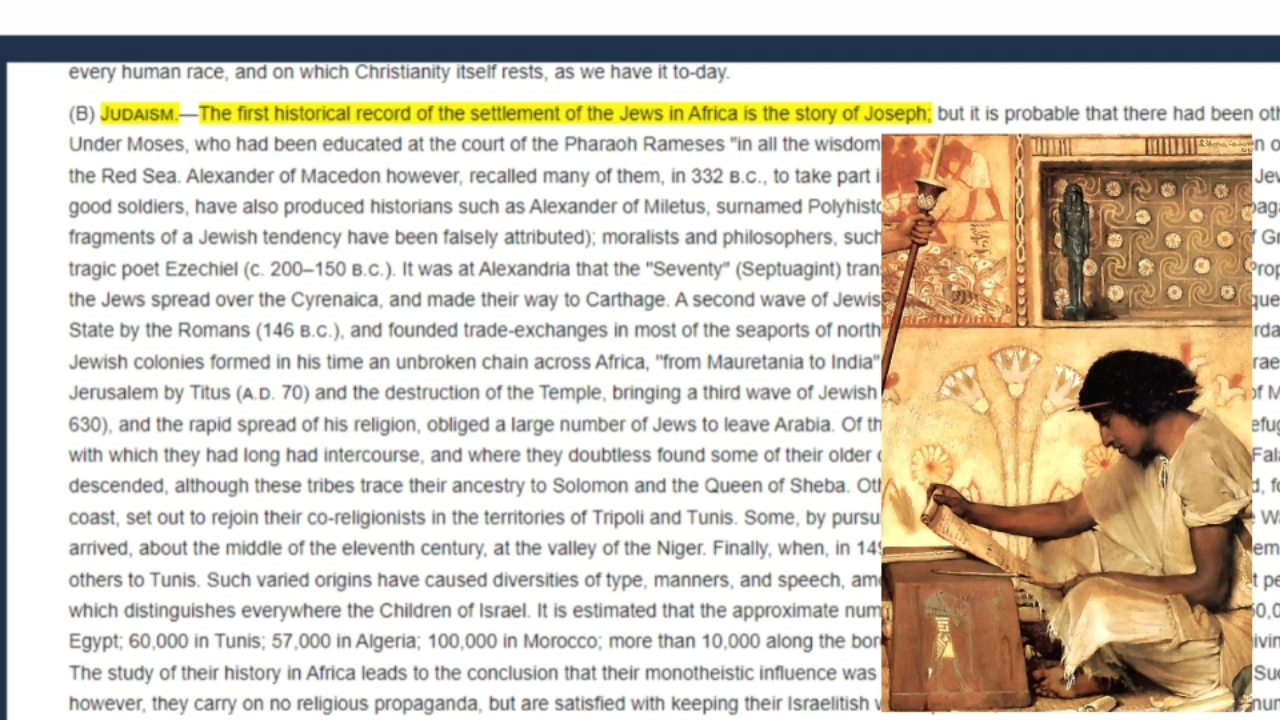 every human race, and on which Christianity itself rests, as we have it to-day.
(B) JUDAISM.—The first historical record of the settlement of the Jews in Africa is the story of Joseph; but it is probable that there had been oth
Under Moses, who had been educated at the court of the Pharaoh Rameses "in all the wisdom
the Red Sea. Alexander of Macedon however, recalled many of them, in 332 B.C., to take part i
good soldiers, have also produced historians such as Alexander of Miletus, surnamed Polyhisto
fragments of a Jewish tendency have been falsely attributed); moralists and philosophers, such
tragic poet Ezechiel (c. 200–150 B.C.). It was at Alexandria that the "Seventy" (Septuagint) tran
the Jews spread over the Cyrenaica, and made their way to Carthage. A second wave of Jewis
State by the Romans (146 B.C.), and founded trade-exchanges in most of the seaports of north
Jewish colonies formed in his time an unbroken chain across Africa, "from Mauretania to India"
Jerusalem by Titus (A.D. 70) and the destruction of the Temple, bringing a third wave of Jewish
630), and the rapid spread of his religion, obliged a large number of Jews to leave Arabia. Of th
with which they had long had intercourse, and where they doubtless found some of their older
descended, although these tribes trace their ancestry to Solomon and the Queen of Sheba. Oth
coast, set out to rejoin their co-religionists in the territories of Tripoli and Tunis. Some, by pursu
arrived, about the middle of the eleventh century, at the valley of the Niger. Finally, when, in 149
others to Tunis. Such varied origins have caused diversities of type, manners, and speech, amo
which distinguishes everywhere the Children of Israel. It is estimated that the approximate num
Egypt; 60,000 in Tunis; 57,000 in Algeria; 100,000 in Morocco; more than 10,000 along the bor
The study of their history in Africa leads to the conclusion that their monotheistic influence was
however, they carry on no religious propaganda, but are satisfied with keeping their Israelitish